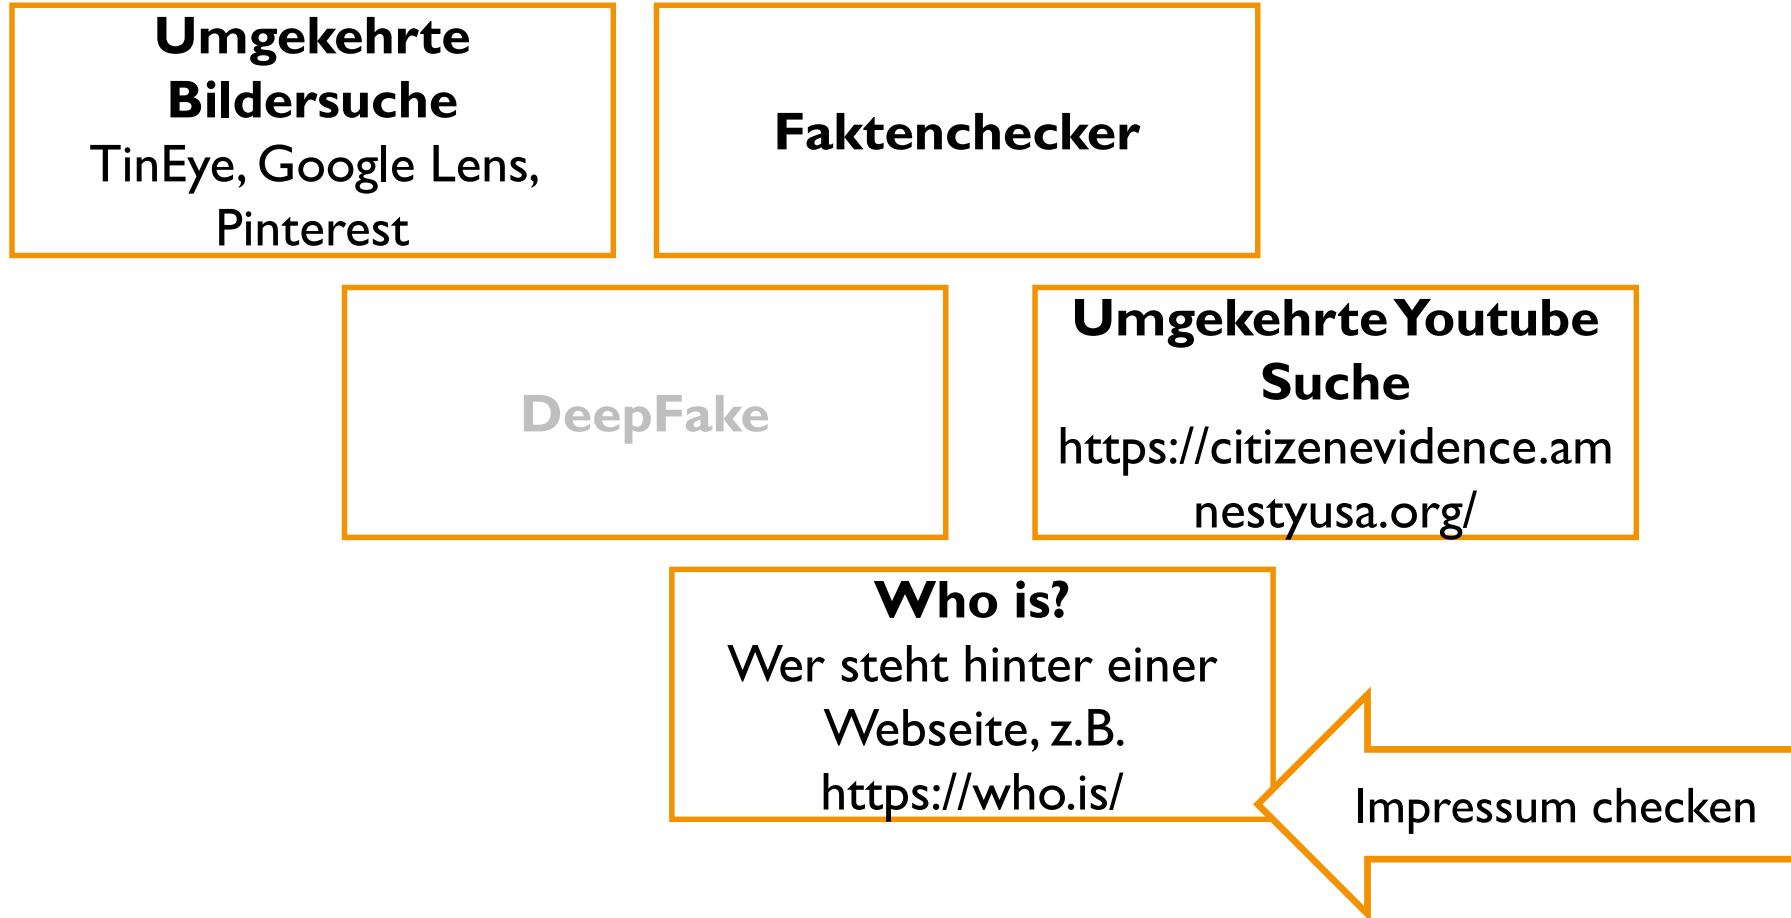 Umgekehrte
Bildersuche
TinEye, Google Lens,
Pinterest
Faktenchecker
DeepFake
Umgekehrte Youtube
Suche
https://citizenevidence.am
nestyusa.org/
Who is?
Wer steht hinter einer
Webseite, z.B.
https://who.is/
Impressum checken